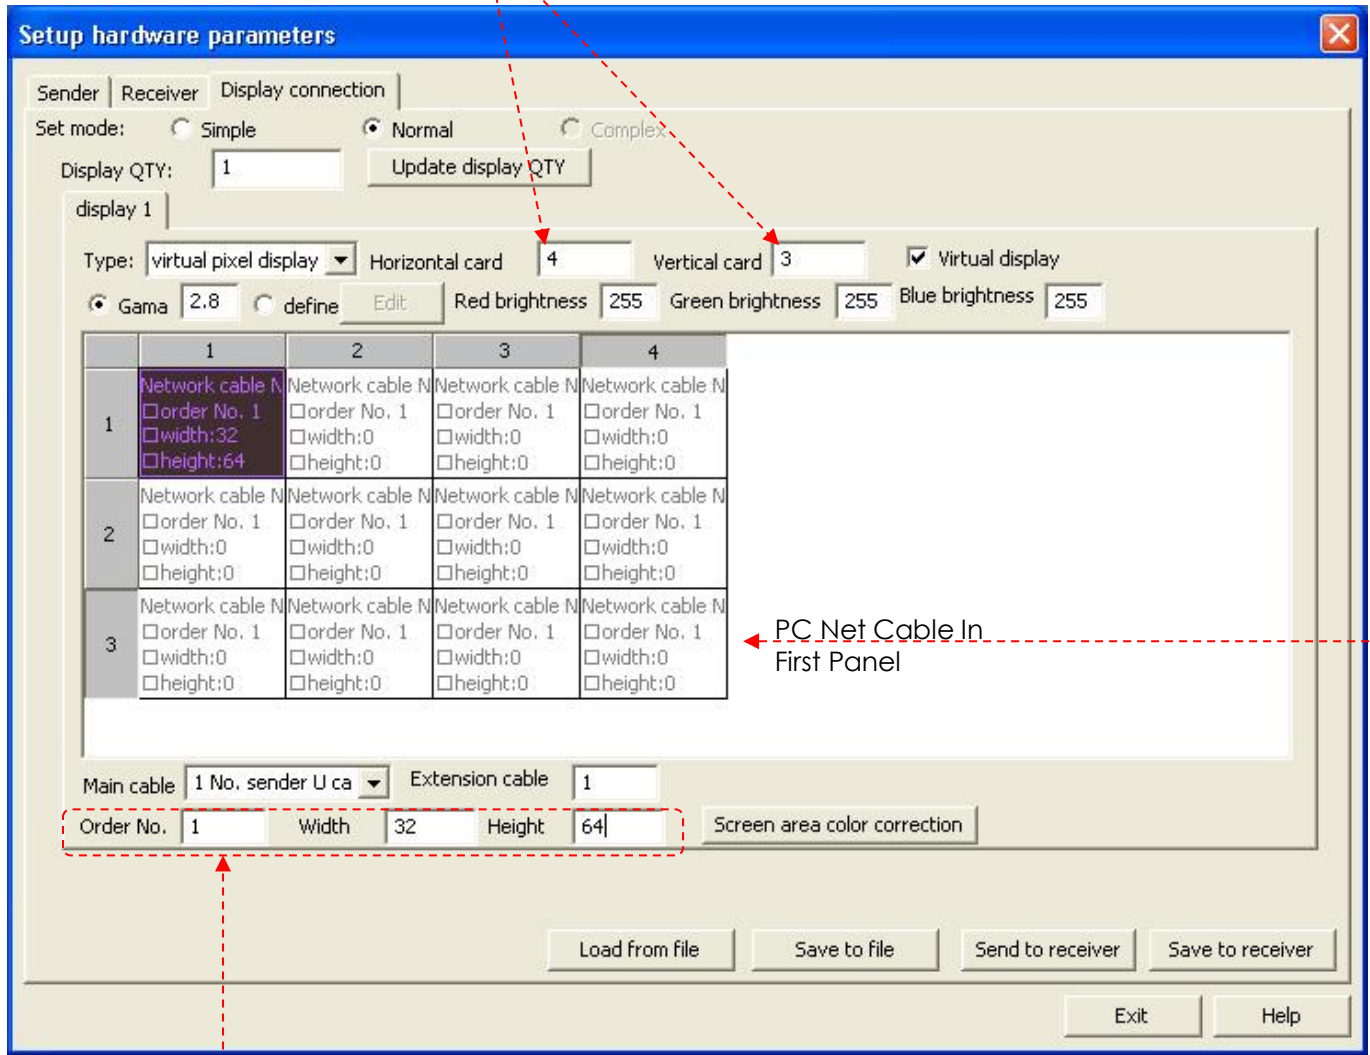 Setup hardware parameters
Sender Receiver Display connection
Set mode: Simple Normal Complex
Display QTY: 1 Update display QTY
display 1
Type: virtual pixel display Horizontal card 4 Vertical card 3 Virtual display
Gama 2.8 define Edit Red brightness 255 Green brightness 255 Blue brightness 255
1 2 3 4
Network cable N Network cable N Network cable N Network cable N
order No. 1 order No. 1 order No. 1 order No. 1
1
width:32 width:0 width:0 width:0
height:64 height:0 height:0 height:0
Network cable N Network cable N Network cable N Network cable N
order No. 1 order No. 1 order No. 1 order No. 1
2
width:0 width:0 width:0 width:0
height:0 height:0 height:0 height:0
Network cable N Network cable N Network cable N Network cable N
order No. 1 order No. 1 order No. 1 order No. 1
3
width:0 width:0 width:0 width:0
height:0 height:0 height:0 height:0
PC Net Cable In
First Panel
Main cable 1 No. sender U ca Extension cable 1
Order No. 1 Width 32 Height 64 Screen area color correction
Load from file Save to file Send to receiver Save to receiver
Exit Help